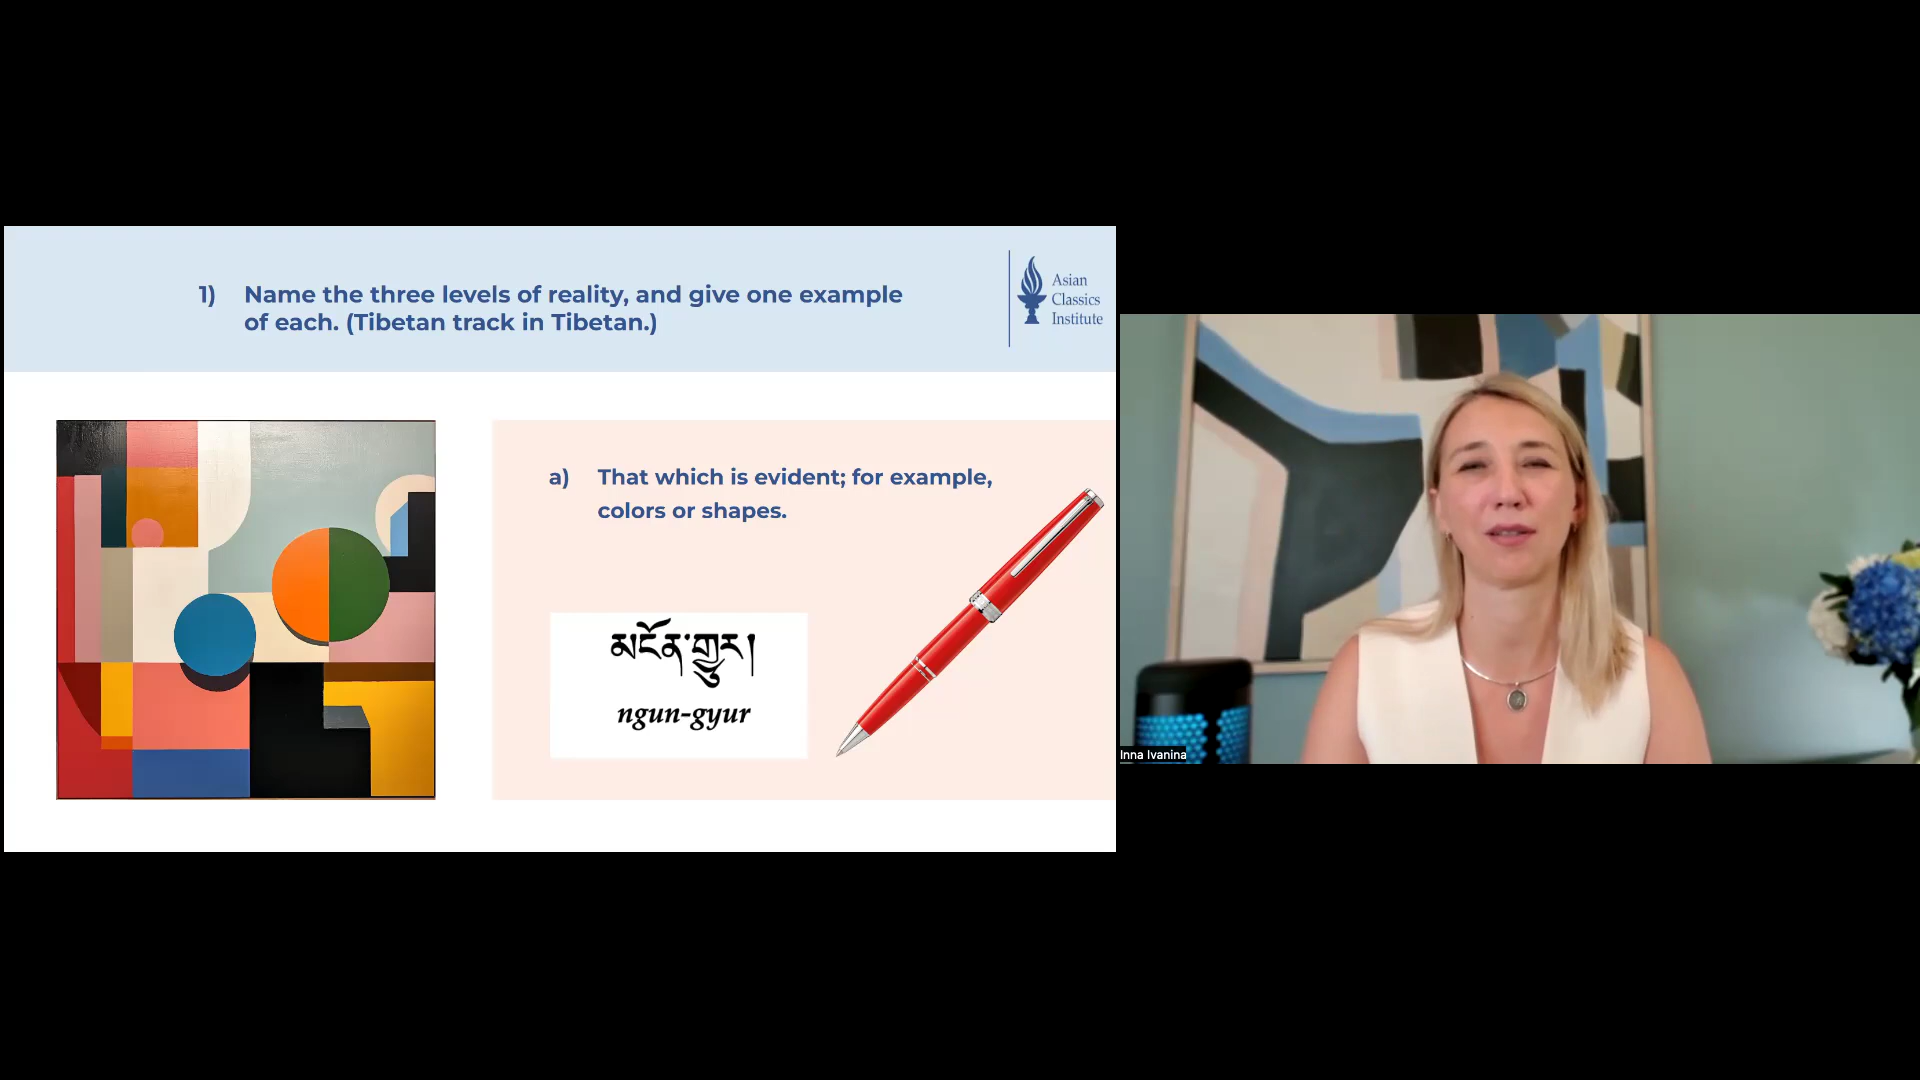 1) Name the three levels of reality, and give one example
of each. (Tibetan track in Tibetan.)
Asian
Classics
Institute
a) That which is evident; for example,
colors or shapes.
མངོན་གྱུར།
ngun-gyur
Inna Ivanina